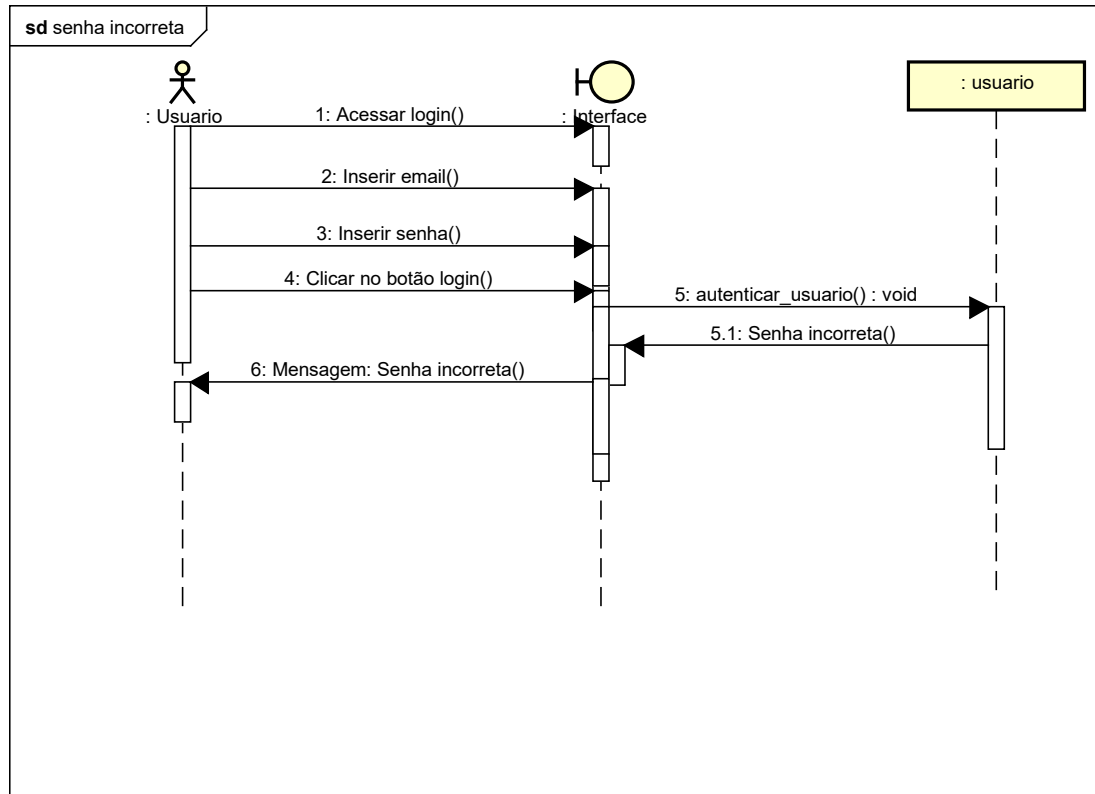 sd senha incorreta
: Usuario
: Interface
: usuario
1: Acessar login()
2: Inserir email()
3: Inserir senha()
4: Clicar no botão login()
5: autenticar_usuario() : void
5.1: Senha incorreta()
6: Mensagem: Senha incorreta()